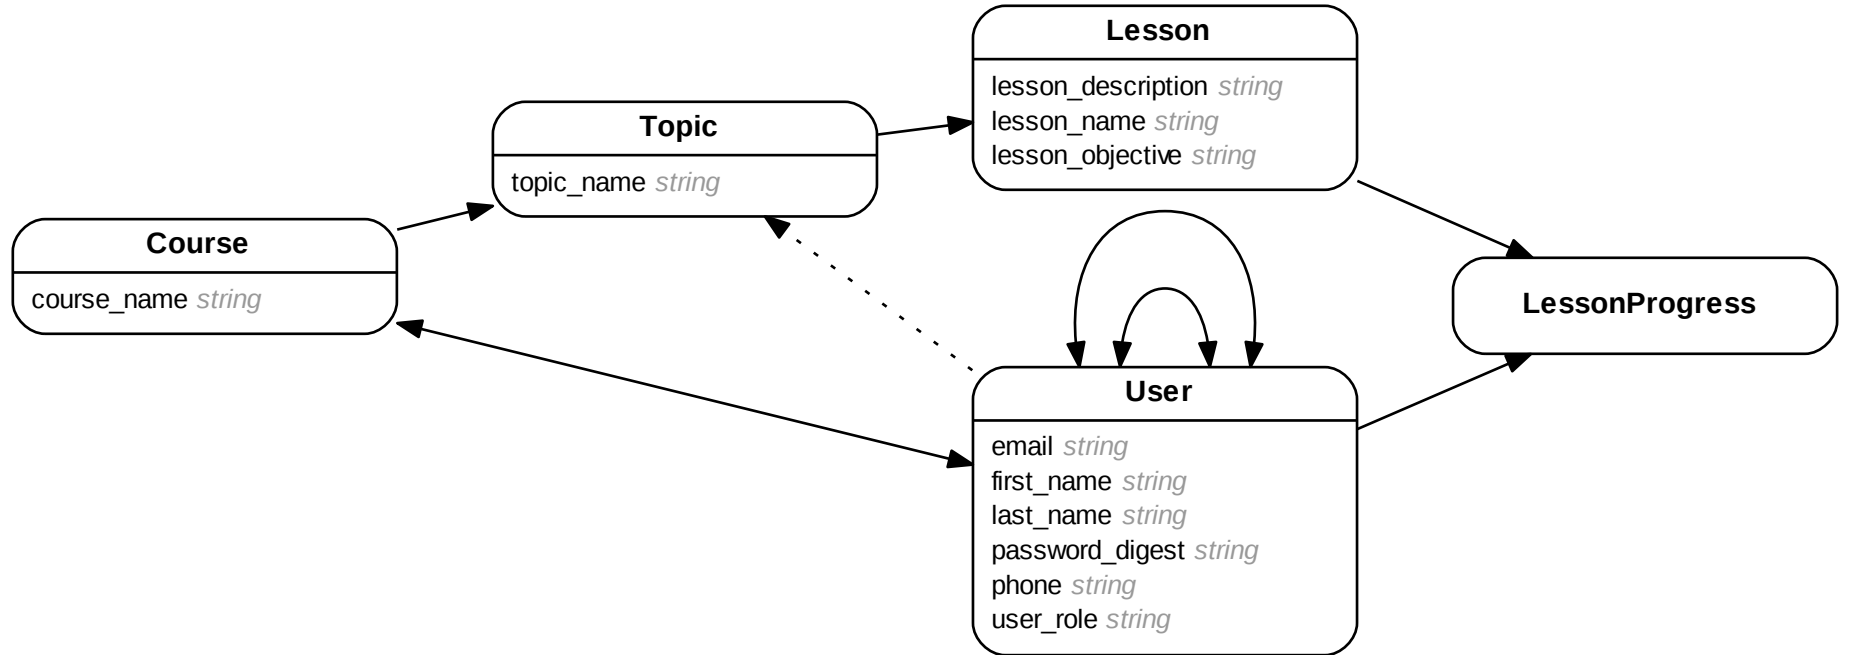 Lesson
lesson_description string
lesson_name string
lesson_objective string
Topic
topic_name string
Course
course_name string
LessonProgress
User
email string
first_name string
last_name string
password_digest string
phone string
user_role string